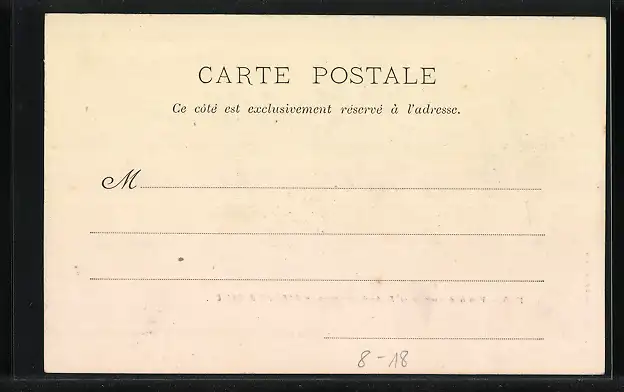 CARTE POSTALE
Ce côté est exclusivement réservé à l'adresse.
M
8-18